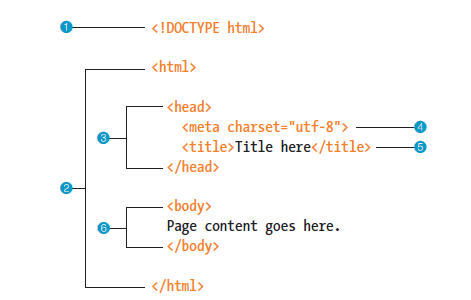 1 <!DOCTYPE html>
<html>
<head>
<meta charset="utf-8"> 4
3 <title>Title here</title> 5
</head>
2
<body>
6 Page content goes here.
</body>
</html>